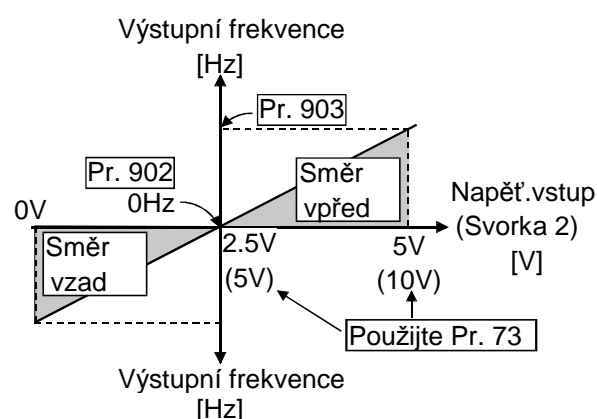 Výstupní frekvence
[Hz]
Pr. 903
Pr. 902
0Hz
0V
Směr
vpřed
Napěť.vstup
(Svorka 2)
[V]
Směr
vzad
2.5V
(5V)
5V
(10V)
Použijte Pr. 73
Výstupní frekvence
[Hz]